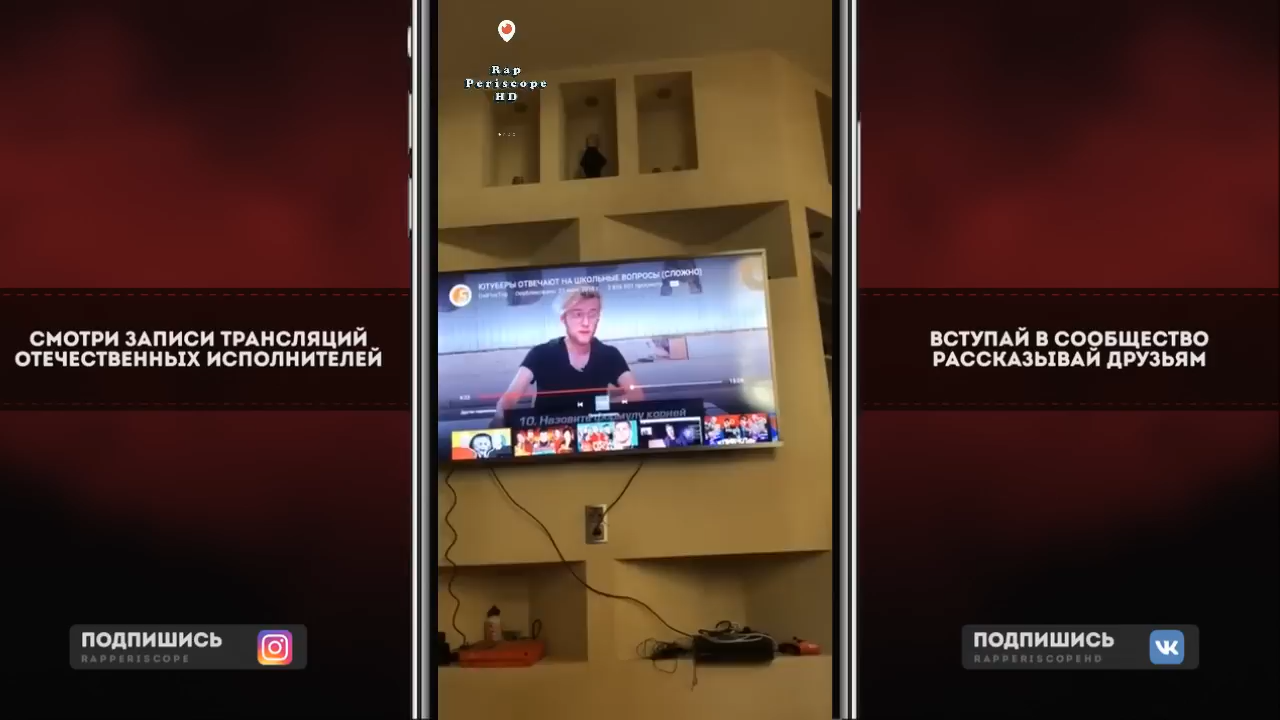 Rap
Periscope
HD
ЮТУБЕРЫ ОТВЕЧАЮТ НА ШКОЛЬНЫЕ ВОПРОСЫ (СЛОЖНО)
10. Назовите формулу корней
СМОТРИ ЗАПИСИ ТРАНСЛЯЦИЙ
ОТЕЧЕСТВЕННЫХ ИСПОЛНИТЕЛЕЙ
ВСТУПАЙ В СООБЩЕСТВО
РАССКАЗЫВАЙ ДРУЗЬЯМ
ПОДПИШИСЬ
RAPPERISCOPE
ПОДПИШИСЬ
RAPPERISCOPEHD